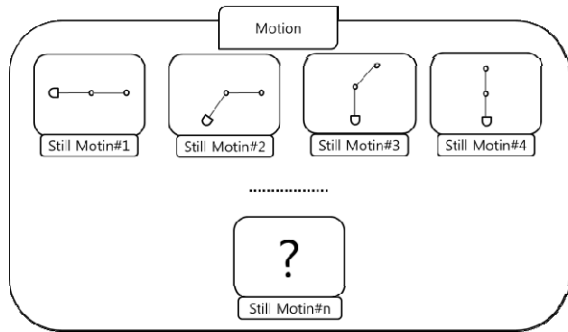 Motion
Still Motin#1
Still Motin#2
Still Motin#3
Still Motin#4
....................
?
Still Motin#n